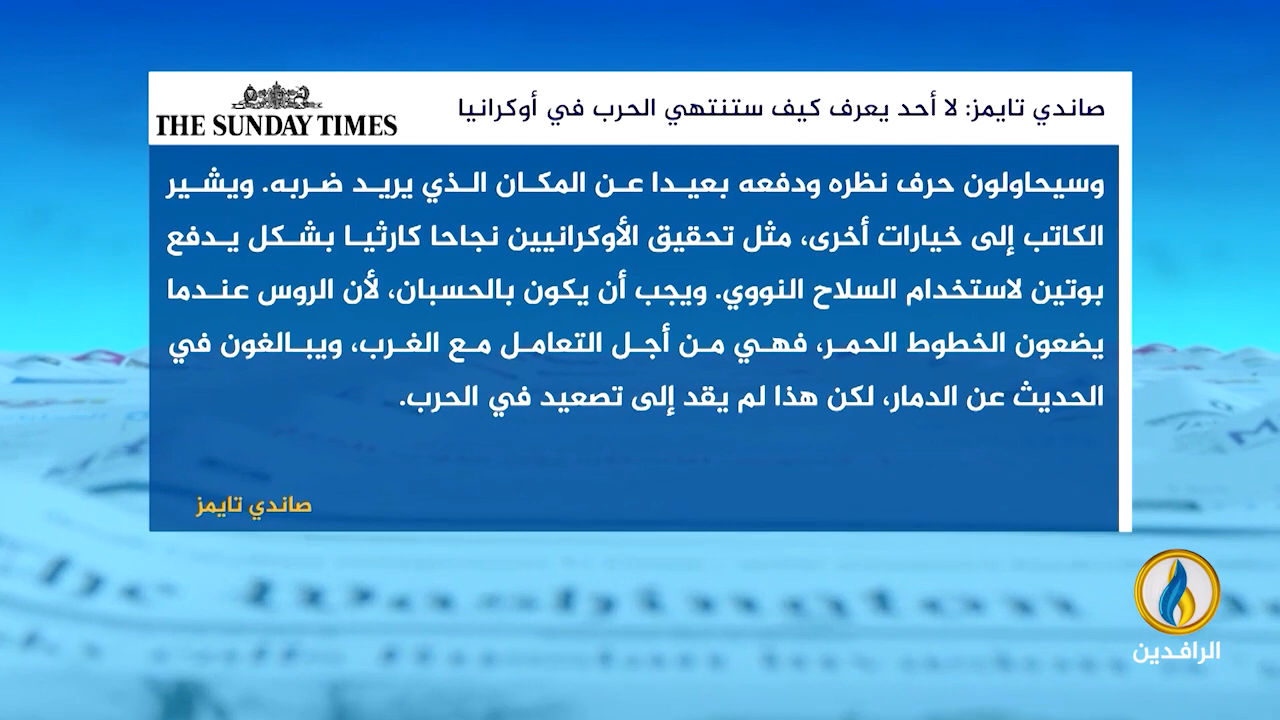 صاندي تايمز: لا أحد يعرف كيف ستنتهي الحرب في أوكرانيا
THE SUNDAY TIMES
وسيحاولون حرف نظره ودفعه بعيدا عن المكان الذي يريد ضربه. ويشير
الكاتب إلى خيارات أخرى، مثل تحقيق الأوكرانيين نجاحا كارثيا بشكل يدفع
بوتين لاستخدام السلاح النووي. ويجب أن يكون بالحسبان، لأن الروس عندما
يضعون الخطوط الحمر، فهي من أجل التعامل مع الغرب، ويبالغون في
الحديث عن الدمار، لكن هذا لم يقد إلى تصعيد في الحرب.
صاندي تايمز
الرافدين